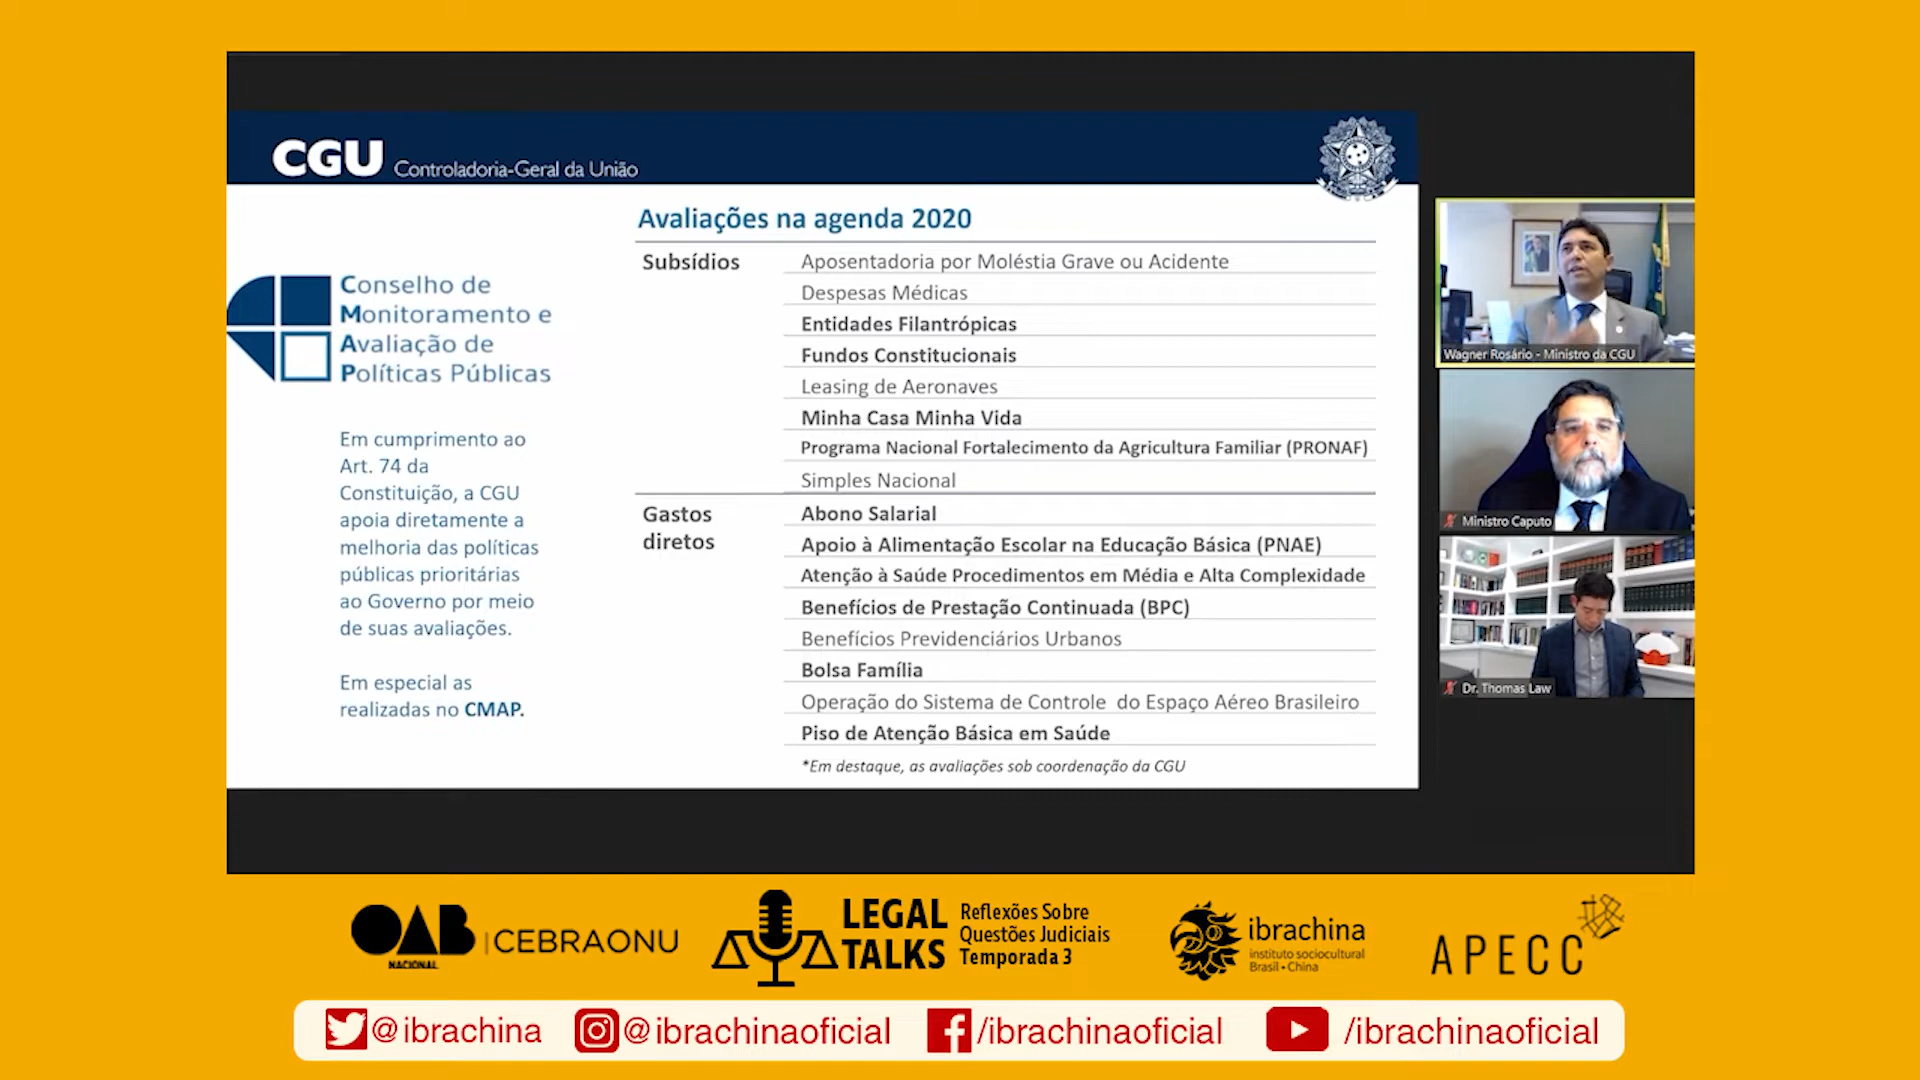 CGU Controladoria-Geral da União
Conselho de
Monitoramento e
Avaliação de
Políticas Públicas
Em cumprimento ao
Art. 74 da
Constituição, a CGU
apoia diretamente a
melhoria das políticas
públicas prioritárias
ao Governo por meio
de suas avaliações.
Em especial as
realizadas no CMAP.
Avaliações na agenda 2020
Subsídios
Aposentadoria por Moléstia Grave ou Acidente
Despesas Médicas
Entidades Filantrópicas
Fundos Constitucionais
Leasing de Aeronaves
Minha Casa Minha Vida
Programa Nacional Fortalecimento da Agricultura Familiar (PRONAF)
Simples Nacional
Gastos
diretos
Abono Salarial
Apoio à Alimentação Escolar na Educação Básica (PNAE)
Atenção à Saúde Procedimentos em Média e Alta Complexidade
Benefícios de Prestação Continuada (BPC)
Benefícios Previdenciários Urbanos
Bolsa Família
Operação do Sistema de Controle do Espaço Aéreo Brasileiro
Piso de Atenção Básica em Saúde
*Em destaque, as avaliações sob coordenação da CGU
Wagner Rosário - Ministro da CGU
Ministro Caputo
Dr. Thomas Law
OAB
NACIONAL
CEBRAONU
LEGAL
TALKS
Reflexões Sobre
Questões Judiciais
Temporada 3
ibrachina
instituto sociocultural
Brasil • China
APECC
@ibrachina
@ibrachinaoficial
/ibrachinaoficial
/ibrachinaoficial